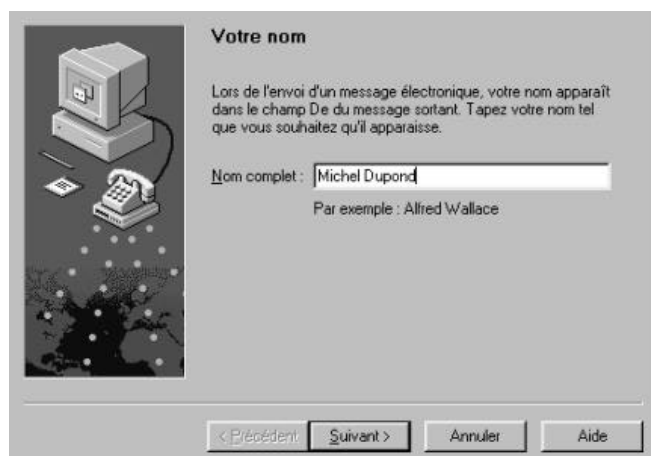 Votre nom
Lors de l'envoi d'un message électronique, votre nom apparaît
dans le champ De du message sortant. Tapez votre nom tel
que vous souhaitez qu'il apparaisse.
Nom complet : Michel Dupond
Par exemple : Alfred Wallace
< Précédent Suivant > Annuler Aide